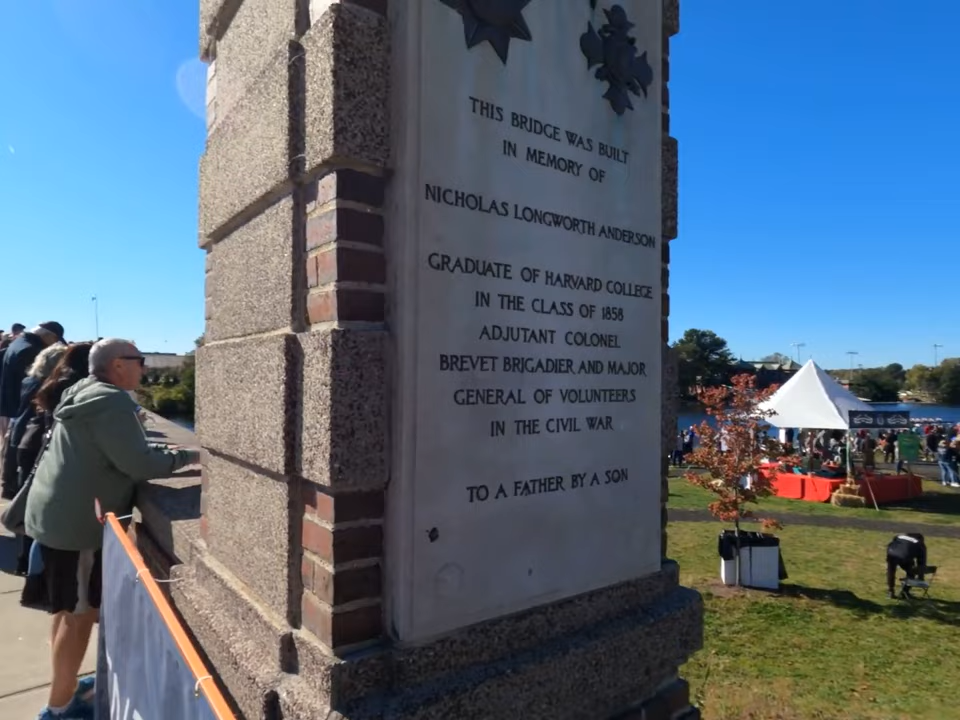 THIS BRIDGE WAS BUILT
IN MEMORY OF
NICHOLAS LONGWORTH ANDERSON
GRADUATE OF HARVARD COLLEGE
IN THE CLASS OF 1858
ADJUTANT COLONEL
BREVET BRIGADIER AND MAJOR
GENERAL OF VOLUNTEERS
IN THE CIVIL WAR
TO A FATHER BY A SON